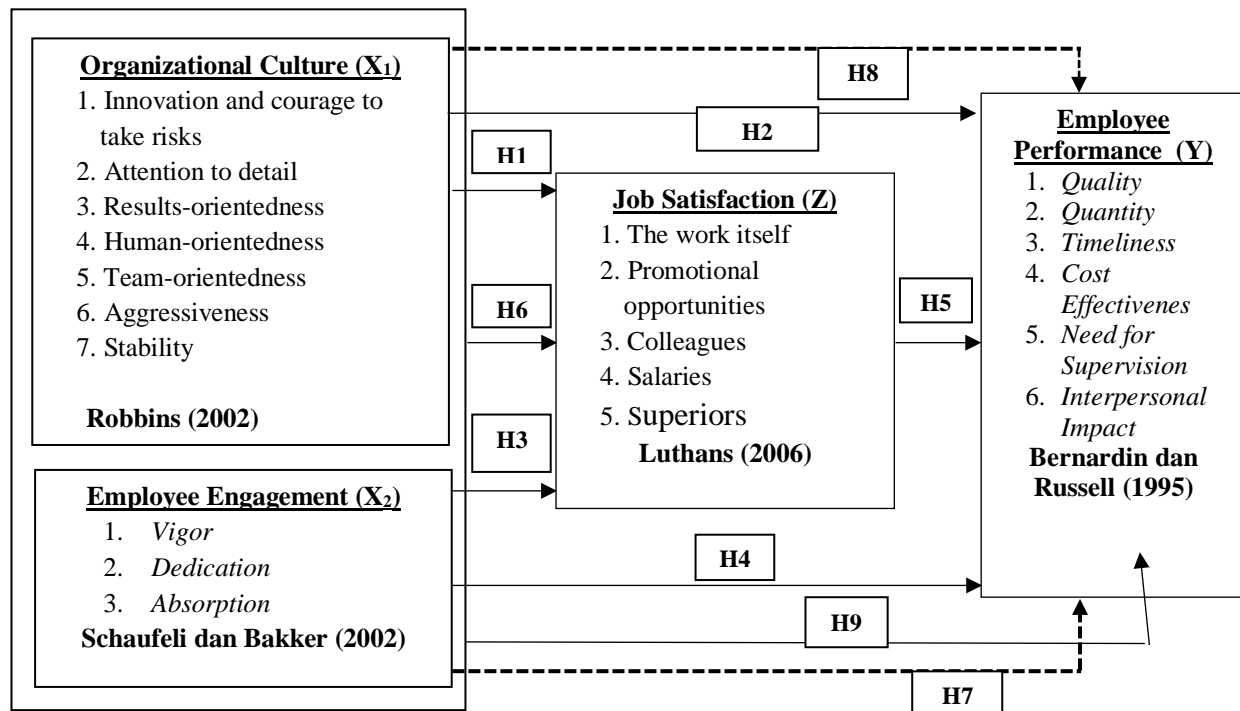 Organizational Culture (X1)
1. Innovation and courage to
take risks
2. Attention to detail
3. Results-orientedness
4. Human-orientedness
5. Team-orientedness
6. Aggressiveness
7. Stability
Robbins (2002)
Employee Engagement (X2)
1. Vigor
2. Dedication
3. Absorption
Schaufeli dan Bakker (2002)
H1
H6
H3
Job Satisfaction (Z)
1. The work itself
2. Promotional
opportunities
3. Colleagues
4. Salaries
5. Superiors
Luthans (2006)
H8
H2
H5
H4
H9
H7
Employee
Performance (Y)
1. Quality
2. Quantity
3. Timeliness
4. Cost
Effectivenes
5. Need for
Supervision
6. Interpersonal
Impact
Bernardin dan
Russell (1995)